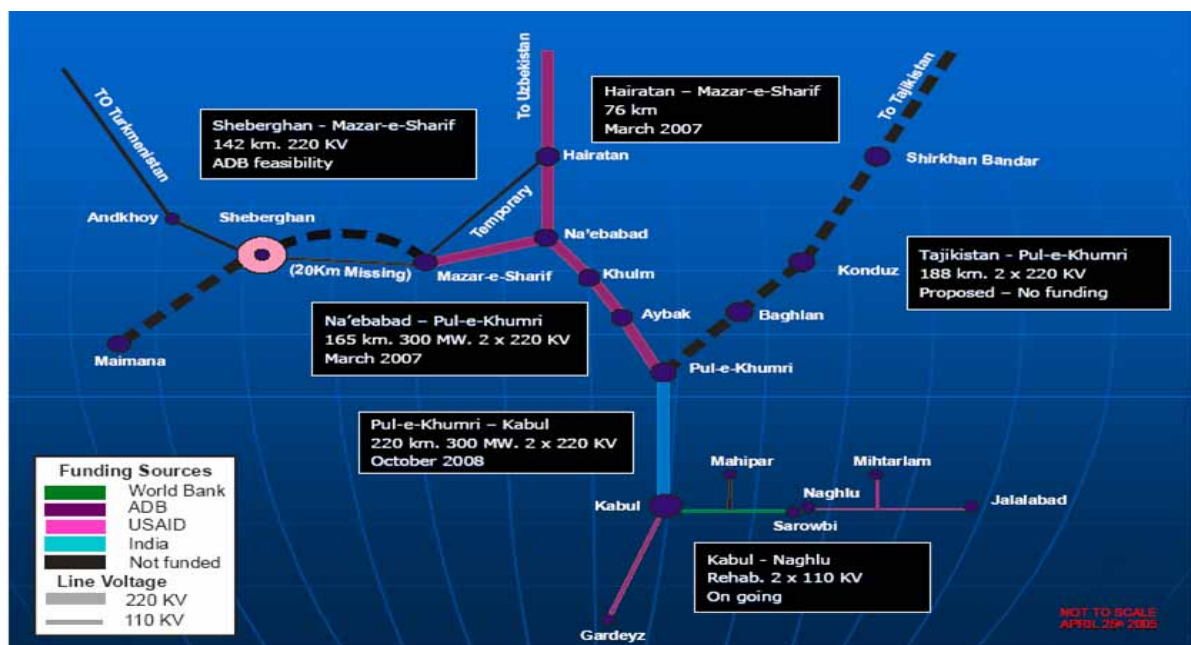 TO Turkmenistan
To Uzbekistan
To Tajikistan
Hairatan – Mazar-e-Sharif
76 km
March 2007
Sheberghan - Mazar-e-Sharif
142 km. 220 KV
ADB feasibility
Hairatan
Shirkhan Bandar
Temporary
Andkhoy
Sheberghan
Na'ebabad
(20Km Missing)
Mazar-e-Sharif
Khulm
Konduz
Tajikistan - Pul-e-Khumri
188 km. 2 x 220 KV
Proposed – No funding
Aybak
Baghlan
Na'ebabad – Pul-e-Khumri
165 km. 300 MW. 2 x 220 KV
March 2007
Maimana
Pul-e-Khumri
Pul-e-Khumri – Kabul
220 km. 300 MW. 2 x 220 KV
October 2008
Mahipar
Mihtarlam
Kabul
Naghlu
Jalalabad
Sarowbi
Kabul - Naghlu
Rehab. 2 x 110 KV
On going
Gardeyz
Funding Sources
World Bank
ADB
USAID
India
Not funded
Line Voltage
220 KV
110 KV
NOT TO SCALE
APRIL 25th 2005